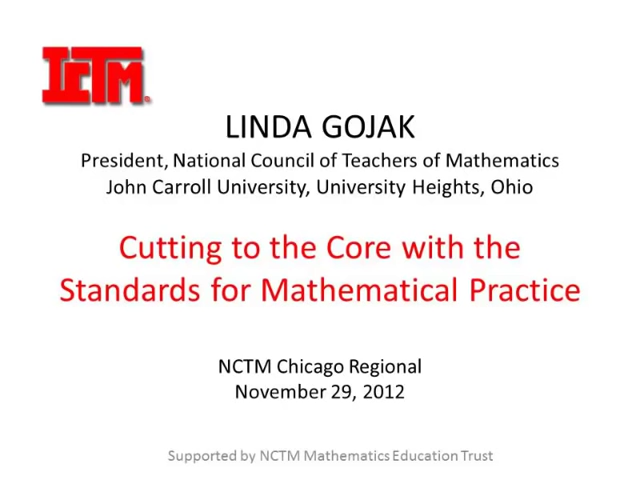 ICTM
LINDA GOJAK
President, National Council of Teachers of Mathematics
John Carroll University, University Heights, Ohio
Cutting to the Core with the
Standards for Mathematical Practice
NCTM Chicago Regional
November 29, 2012
Supported by NCTM Mathematics Education Trust